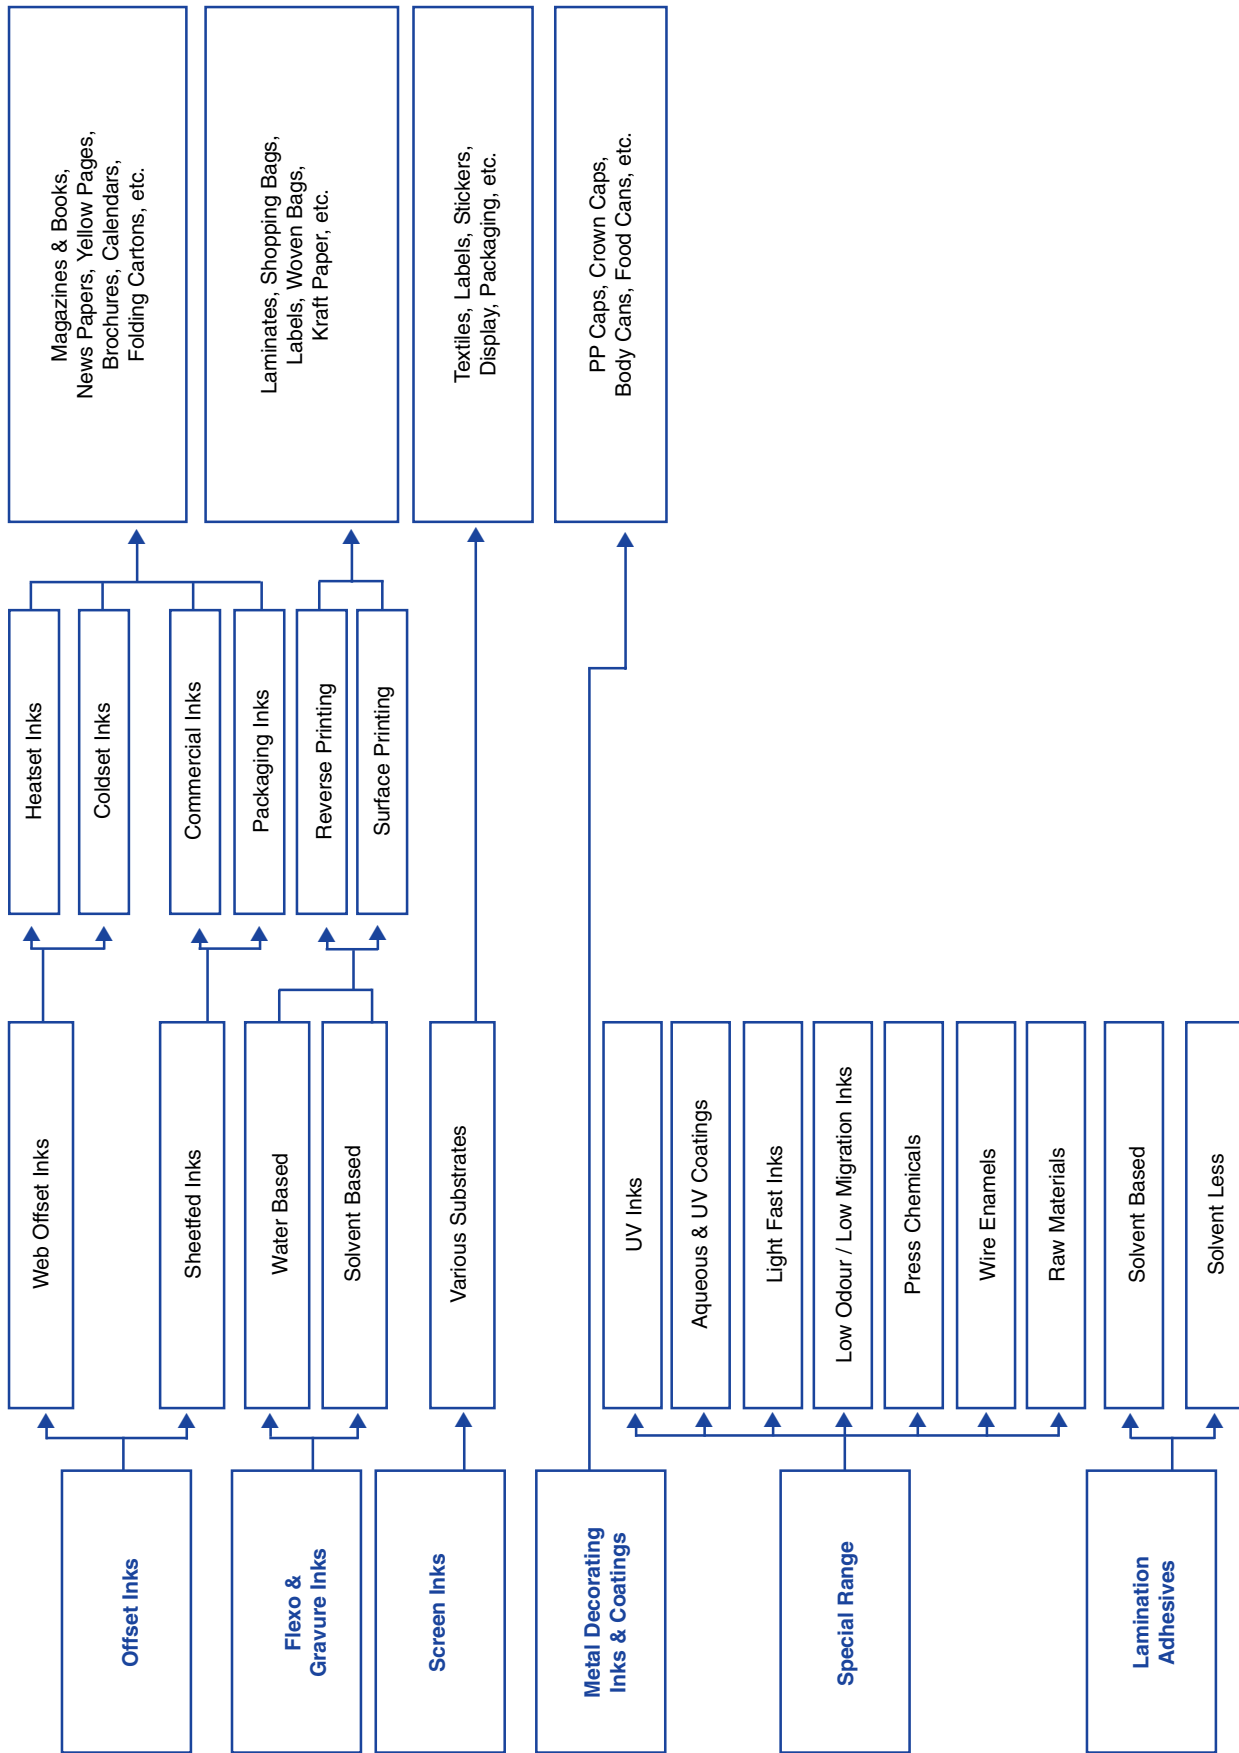 Offset Inks
Web Offset Inks
Sheetfed Inks
Heatset Inks
Coldset Inks
Commercial Inks
Packaging Inks
Magazines & Books,
News Papers, Yellow Pages,
Brochures, Calendars,
Folding Cartons, etc.
Flexo &
Gravure Inks
Water Based
Solvent Based
Reverse Printing
Surface Printing
Laminates, Shopping Bags,
Labels, Woven Bags,
Kraft Paper, etc.
Screen Inks
Various Substrates
Textiles, Labels, Stickers,
Display, Packaging, etc.
Metal Decorating
Inks & Coatings
PP Caps, Crown Caps,
Body Cans, Food Cans, etc.
Special Range
UV Inks
Aqueous & UV Coatings
Light Fast Inks
Low Odour / Low Migration Inks
Press Chemicals
Wire Enamels
Raw Materials
Lamination
Adhesives
Solvent Based
Solvent Less